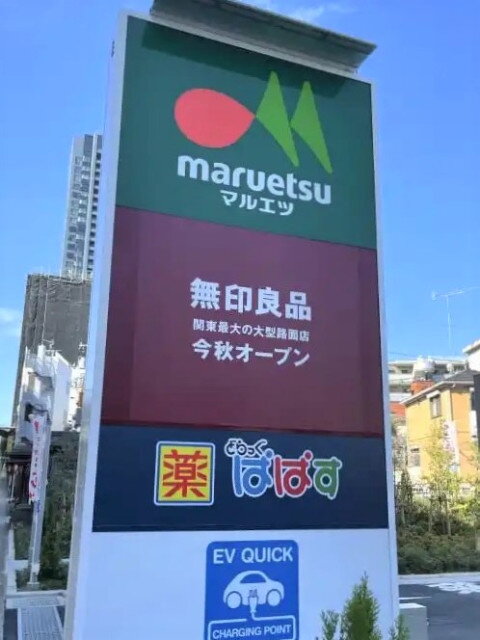 maruetsu
マルエツ
無印良品
関東最大の大型路面店
今秋オープン
薬
どらっぐ
ぱぱす
EV QUICK
CHARGING POINT